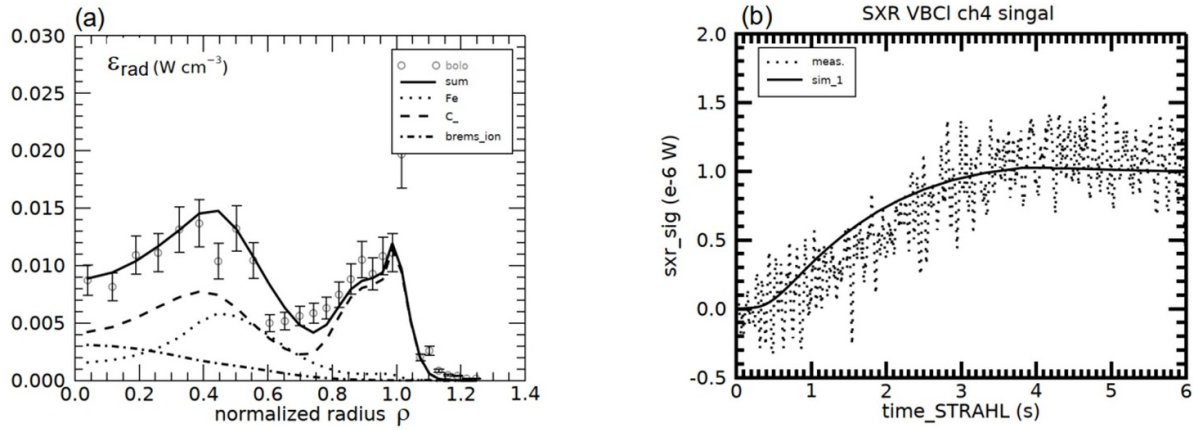 (a)
0.030
0.025
0.020
0.015
0.010
0.005
0.000
0.0 0.2 0.4 0.6 0.8 1.0 1.2 1.4
normalized radius ρ
εrad (W cm⁻³)
bolo
sum
Fe
C_
brems_ion
(b)
SXR VBCl ch4 singal
2.0
1.5
1.0
0.5
0.0
-0.5
sxr_sig (e-6 W)
0 1 2 3 4 5 6
time_STRAHL (s)
meas.
sim_1